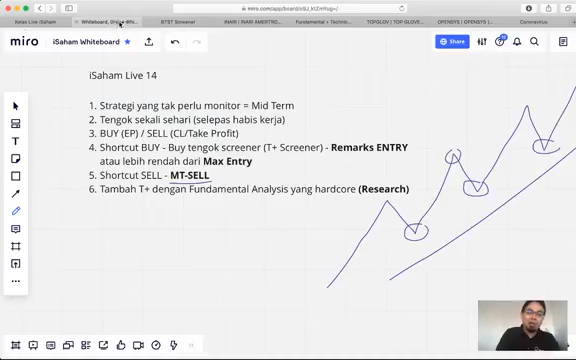 miro.com/app/board/
Kelas Live iSaham
Whiteboard, Online Whi...
BTST Screener
Fundamental + Technic...
TOPGLOV | TOP GLOVE...
OPENSYS | OPENSYS (...
Coronavirus
miro
iSaham Whiteboard
Share
iSaham Live 14
1. Strategi yang tak perlu monitor = Mid Term
2. Tengok sekali sehari (selepas habis kerja)
3. BUY (EP) / SELL (CL/Take Profit)
4. Shortcut BUY - Buy tengok screener (T+ Screener) - Remarks ENTRY
atau lebih rendah dari Max Entry
5. Shortcut SELL - MT-SELL
6. Tambah T+ dengan Fundamental Analysis yang hardcore (Research)